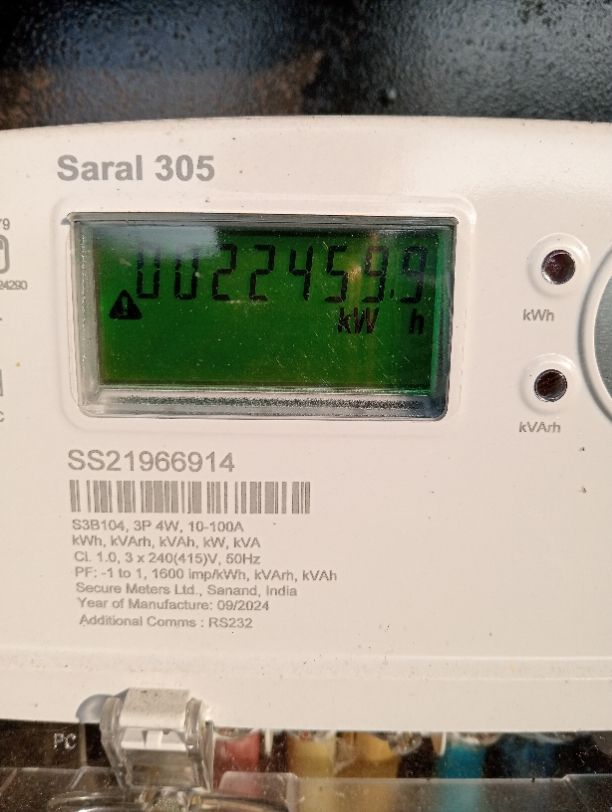 Saral 305
0022459.9
kW h
kWh
kVArh
SS21966914
S3B104, 3P 4W, 10-100A
kWh, kVArh, kVAh, kW, kVA
Cl. 1.0, 3 x 240(415)V, 50Hz
PF: -1 to 1, 1600 imp/kWh, kVArh, kVAh
Secure Meters Ltd., Sanand, India
Year of Manufacture: 09/2024
Additional Comms : RS232
PC